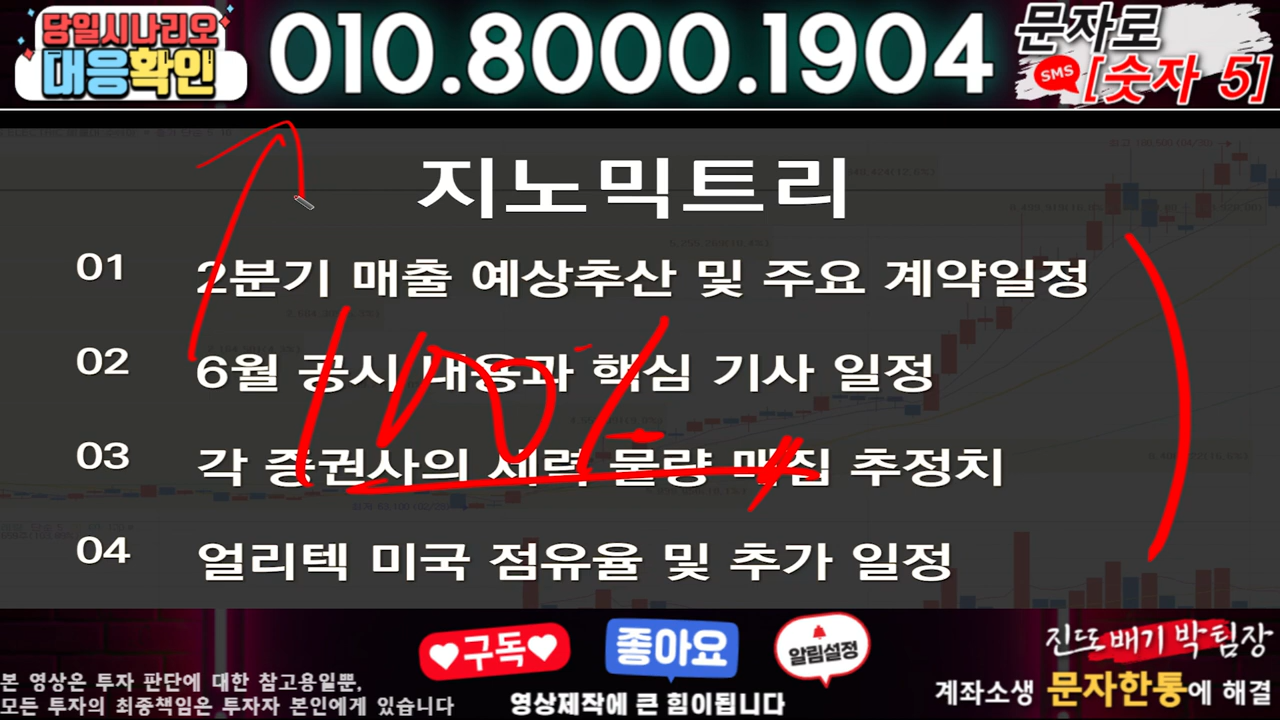 당일시나리오
대응확인
010.8000.1904
문자로
SMS [숫자 5]
지노믹트리
01 2분기 매출 예상추산 및 주요 계약일정
02 6월 공시 내용과 핵심 기사 일정
03 각 증권사의 세력 물량 매집 추정치
04 얼리텍 미국 점유율 및 추가 일정
100%
구독
좋아요
알림설정
영상제작에 큰 힘이됩니다
본 영상은 투자 판단에 대한 참고용일뿐,
모든 투자의 최종책임은 투자자 본인에게 있습니다
진또배기 박팀장
계좌소생 문자한통에 해결